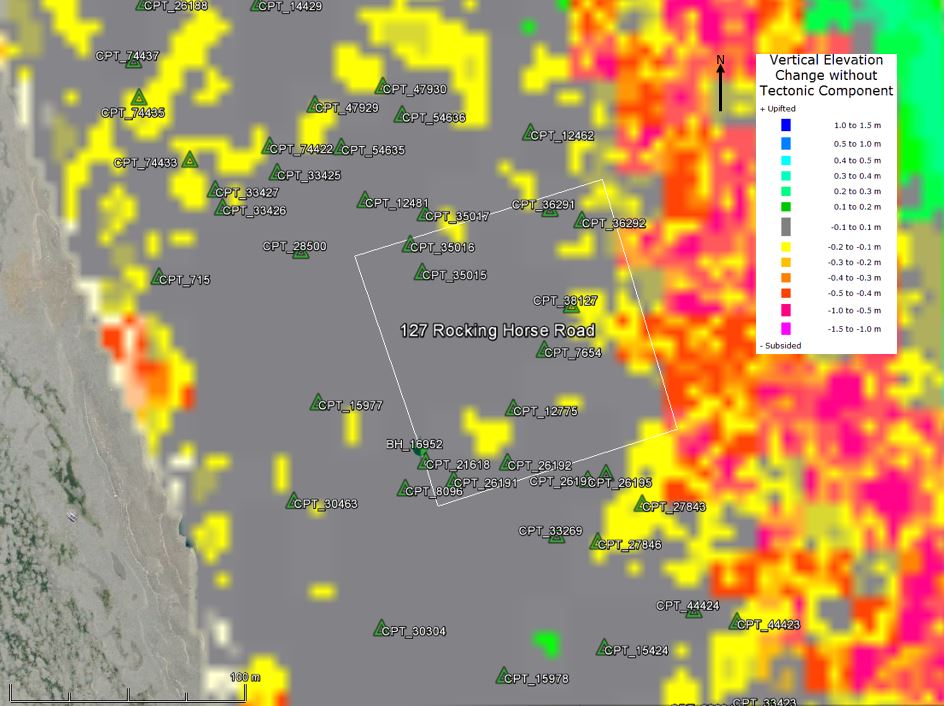 CPT_26188
CPT_14429
CPT_74437
CPT_47930
CPT_74435
CPT_47929
CPT_54636
CPT_12462
CPT_74422
CPT_54635
CPT_74433
CPT_33425
CPT_33427
CPT_12481
CPT_36291
CPT_33426
CPT_35017
CPT_36292
CPT_28500
CPT_35016
CPT_715
CPT_35015
CPT_38127
127 Rocking Horse Road
CPT_7654
CPT_15977
CPT_12775
BH_16952
CPT_21618
CPT_26192
CPT_26191
CPT_26195
CPT_8096
CPT_30463
CPT_27843
CPT_33269
CPT_27846
CPT_44424
CPT_44423
CPT_30304
CPT_15424
CPT_15978
100 m
CPT_33423
N
Vertical Elevation
Change without
Tectonic Component
+ Uplifted
1.0 to 1.5 m
0.5 to 1.0 m
0.4 to 0.5 m
0.3 to 0.4 m
0.2 to 0.3 m
0.1 to 0.2 m
-0.1 to 0.1 m
-0.2 to -0.1 m
-0.3 to -0.2 m
-0.4 to -0.3 m
-0.5 to -0.4 m
-1.0 to -0.5 m
-1.5 to -1.0 m
- Subsided